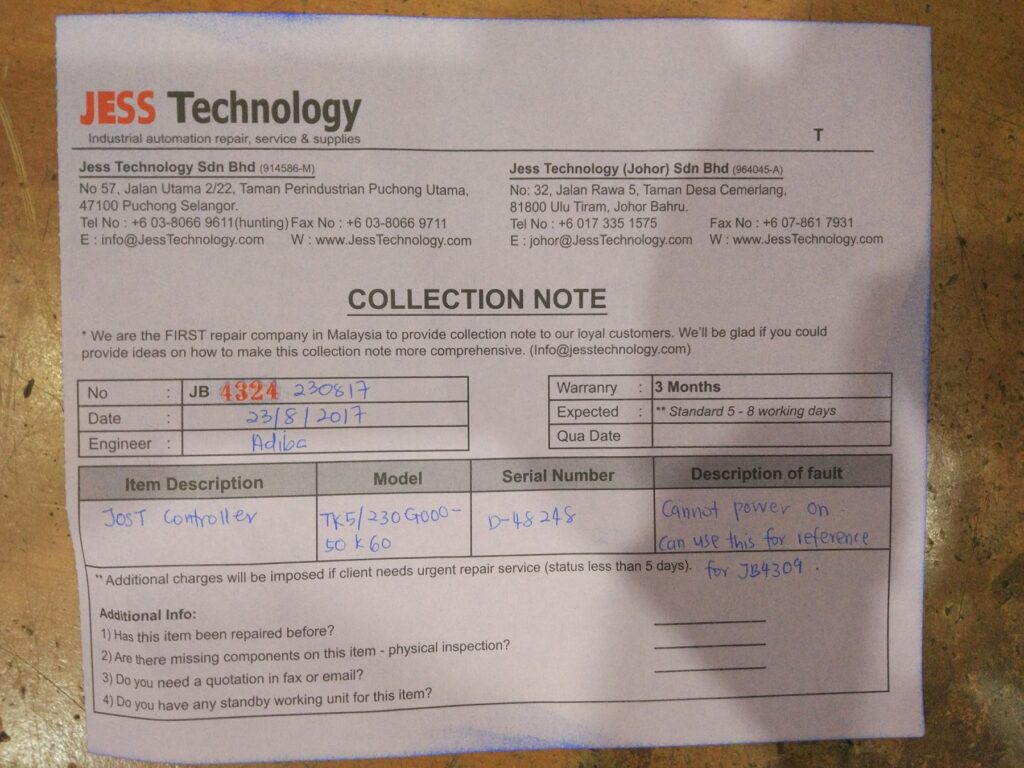 JESS Technology
Industrial automation repair, service & supplies
T
Jess Technology Sdn Bhd (914586-M)
No 57, Jalan Utama 2/22, Taman Perindustrian Puchong Utama,
47100 Puchong Selangor.
Tel No : +6 03-8066 9611(hunting) Fax No : +6 03-8066 9711
E : info@JessTechnology.com W : www.JessTechnology.com
Jess Technology (Johor) Sdn Bhd (964045-A)
No: 32, Jalan Rawa 5, Taman Desa Cemerlang,
81800 Ulu Tiram, Johor Bahru.
Tel No : +6 017 335 1575 Fax No : +6 07-861 7931
E : johor@JessTechnology.com W : www.JessTechnology.com
COLLECTION NOTE
* We are the FIRST repair company in Malaysia to provide collection note to our loyal customers. We'll be glad if you could
provide ideas on how to make this collection note more comprehensive. (Info@jesstechnology.com)
No : JB 4324 230817
Date : 23/8/2017
Engineer : Adiba
Warranry : 3 Months
Expected : ** Standard 5 - 8 working days
Qua Date
Item Description Model Serial Number Description of fault
JOST Controller
TK5/230G000-
50K60
D-48248
Cannot power on.
Can use this for reference
for JB4309.
** Additional charges will be imposed if client needs urgent repair service (status less than 5 days).
Additional Info:
1) Has this item been repaired before?
2) Are there missing components on this item - physical inspection?
3) Do you need a quotation in fax or email?
4) Do you have any standby working unit for this item?